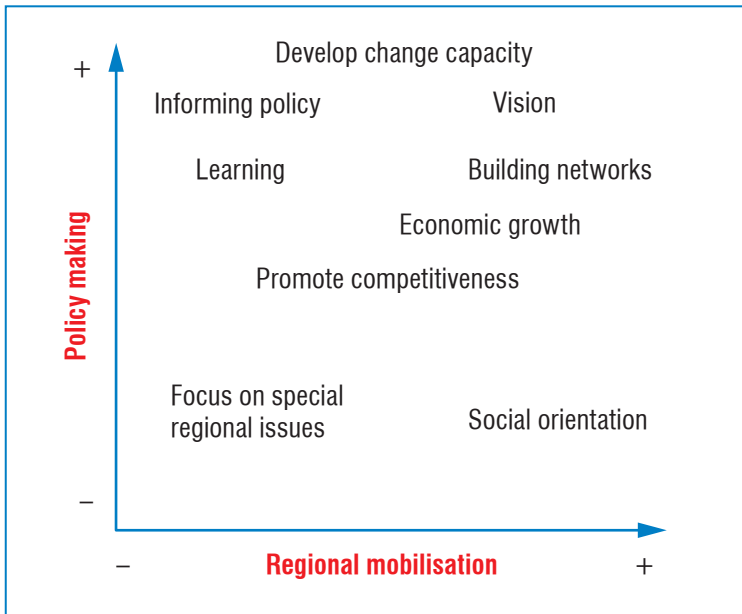 Develop change capacity
+
Informing policy
Vision
Learning
Building networks
Economic growth
Policy making
Promote competitiveness
Focus on special
regional issues
Social orientation
–
–
Regional mobilisation
+